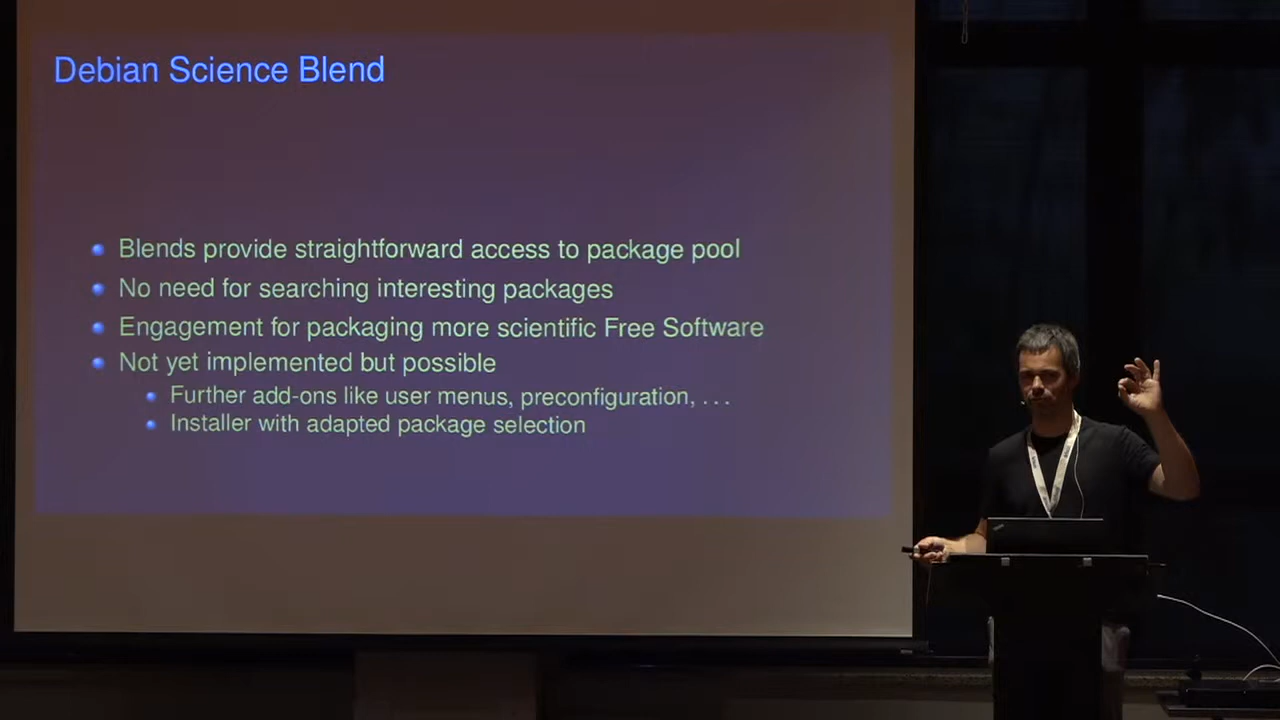 Debian Science Blend
Blends provide straightforward access to package pool
No need for searching interesting packages
Engagement for packaging more scientific Free Software
Not yet implemented but possible
Further add-ons like user menus, preconfiguration, ...
Installer with adapted package selection